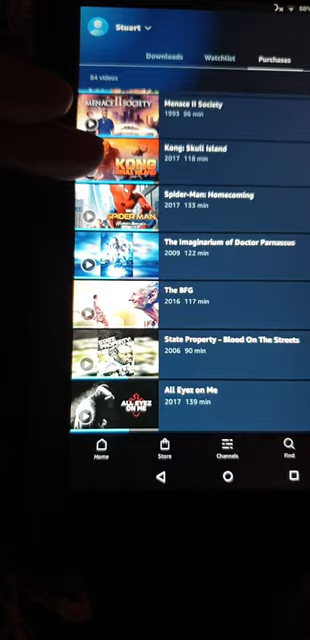 88%
Stuart
Downloads Watchlist Purchases
84 videos
MENACE II SOCIETY
Menace II Society
1993 96 min
KONG
SKULL ISLAND
Kong: Skull Island
2017 118 min
SPIDER-MAN
Spider-Man: Homecoming
2017 133 min
The Imaginarium of Doctor Parnassus
2009 122 min
The BFG
2016 117 min
State Property - Blood On The Streets
2006 90 min
ALL EYEZ
ON ME
All Eyez on Me
2017 139 min
Home Store Channels Find